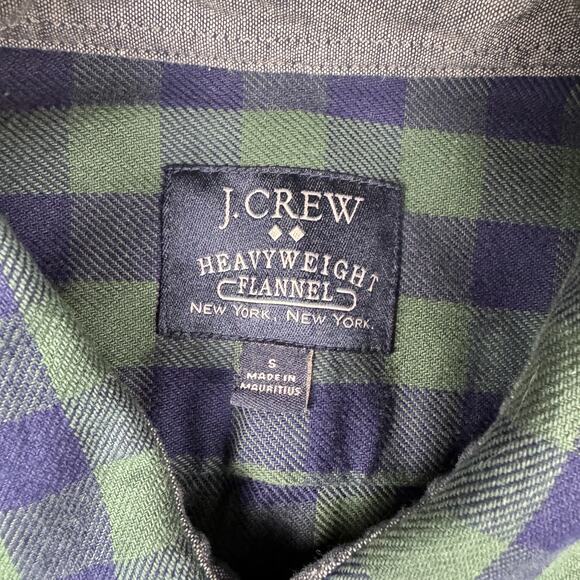 J.CREW
HEAVYWEIGHT
FLANNEL
NEW YORK, NEW YORK.
S
MADE IN
MAURITIUS